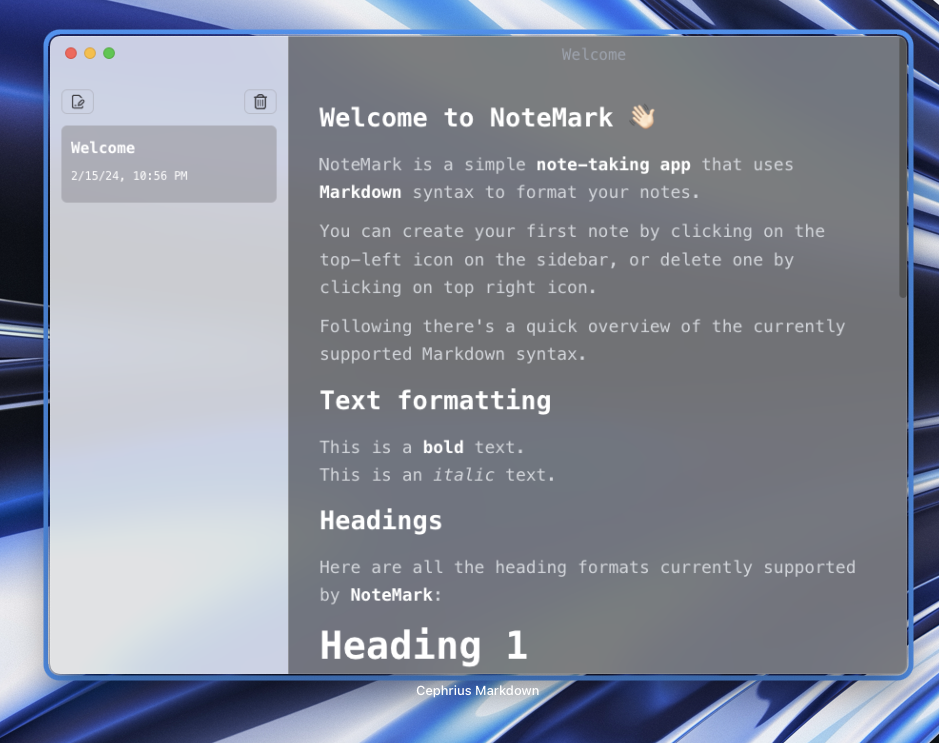 Welcome
Welcome
2/15/24, 10:56 PM
Welcome to NoteMark 👋🏻
NoteMark is a simple note-taking app that uses
Markdown syntax to format your notes.
You can create your first note by clicking on the
top-left icon on the sidebar, or delete one by
clicking on top right icon.
Following there's a quick overview of the currently
supported Markdown syntax.
Text formatting
This is a bold text.
This is an italic text.
Headings
Here are all the heading formats currently supported
by NoteMark:
Heading 1
Cephrius Markdown